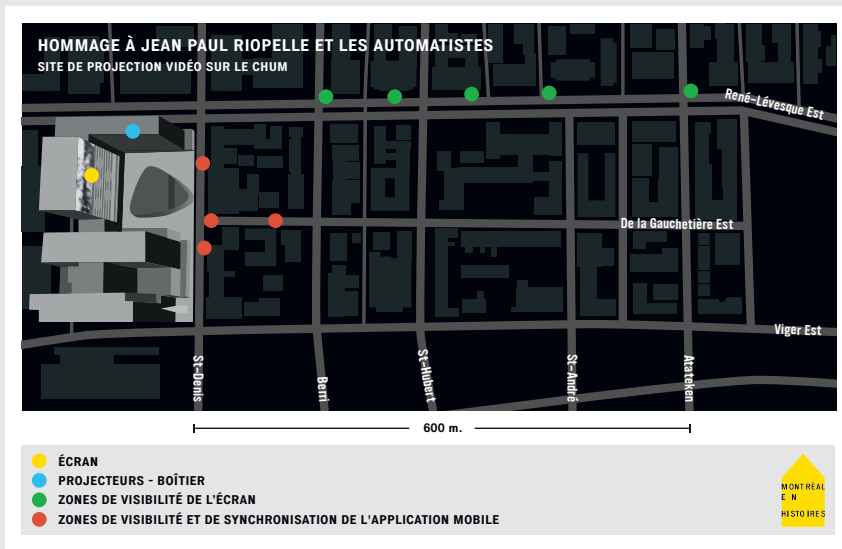 HOMMAGE À JEAN PAUL RIOPELLE ET LES AUTOMATISTES
SITE DE PROJECTION VIDÉO SUR LE CHUM
René-Lévesque Est
De la Gauchetière Est
Viger Est
St-Denis
Berri
St-Hubert
St-André
Atateken
600 m.
ÉCRAN
PROJECTEURS - BOÎTIER
ZONES DE VISIBILITÉ DE L'ÉCRAN
ZONES DE VISIBILITÉ ET DE SYNCHRONISATION DE L'APPLICATION MOBILE
MONTRÉAL
EN
HISTOIRES